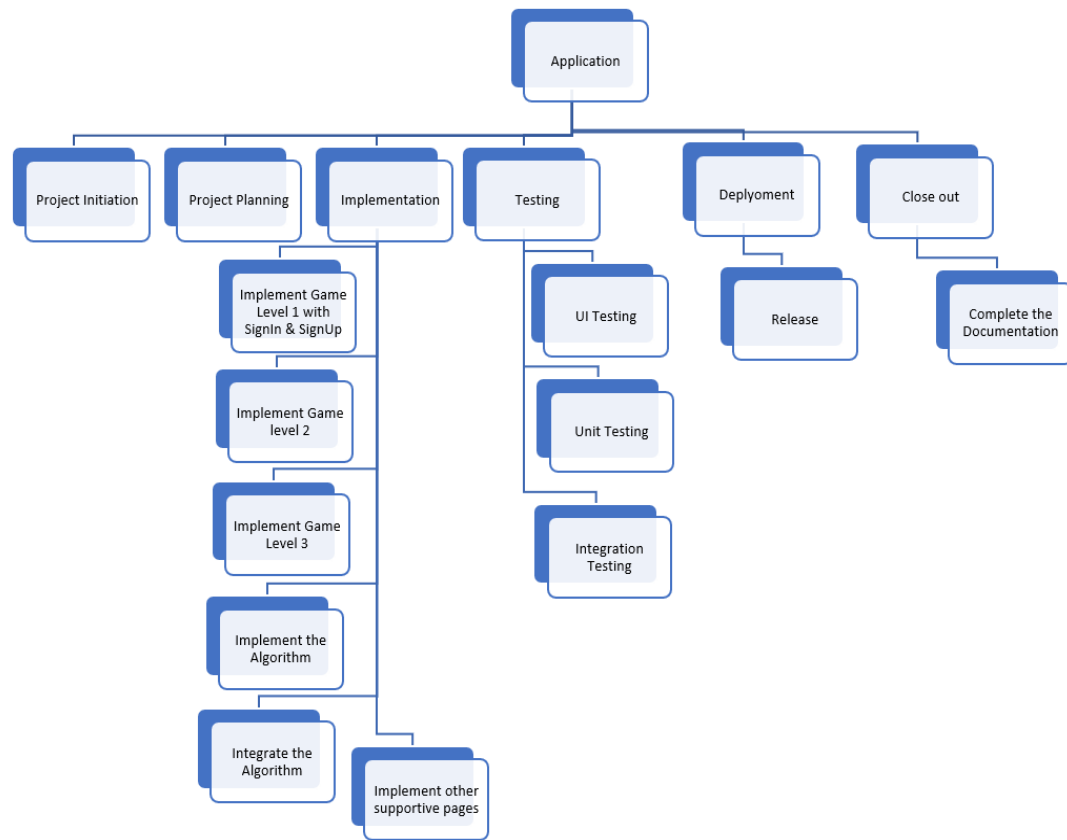 Application
Project Initiation
Project Planning
Implementation
Testing
Deplyoment
Close out
Implement Game
Level 1 with
SignIn & SignUp
Implement Game
level 2
Implement Game
Level 3
Implement the
Algorithm
Integrate the
Algorithm
Implement other
supportive pages
UI Testing
Unit Testing
Integration
Testing
Release
Complete the
Documentation